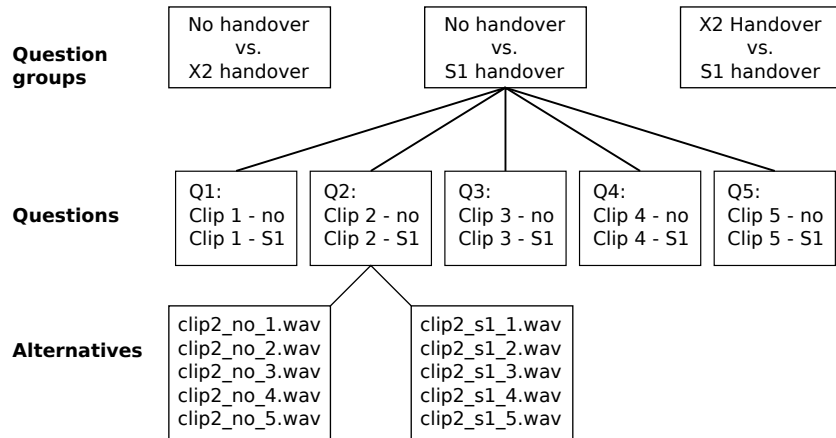 Question
groups
No handover
vs.
X2 handover
No handover
vs.
S1 handover
X2 Handover
vs.
S1 handover
Questions
Q1:
Clip 1 - no
Clip 1 - S1
Q2:
Clip 2 - no
Clip 2 - S1
Q3:
Clip 3 - no
Clip 3 - S1
Q4:
Clip 4 - no
Clip 4 - S1
Q5:
Clip 5 - no
Clip 5 - S1
Alternatives
clip2_no_1.wav
clip2_no_2.wav
clip2_no_3.wav
clip2_no_4.wav
clip2_no_5.wav
clip2_s1_1.wav
clip2_s1_2.wav
clip2_s1_3.wav
clip2_s1_4.wav
clip2_s1_5.wav